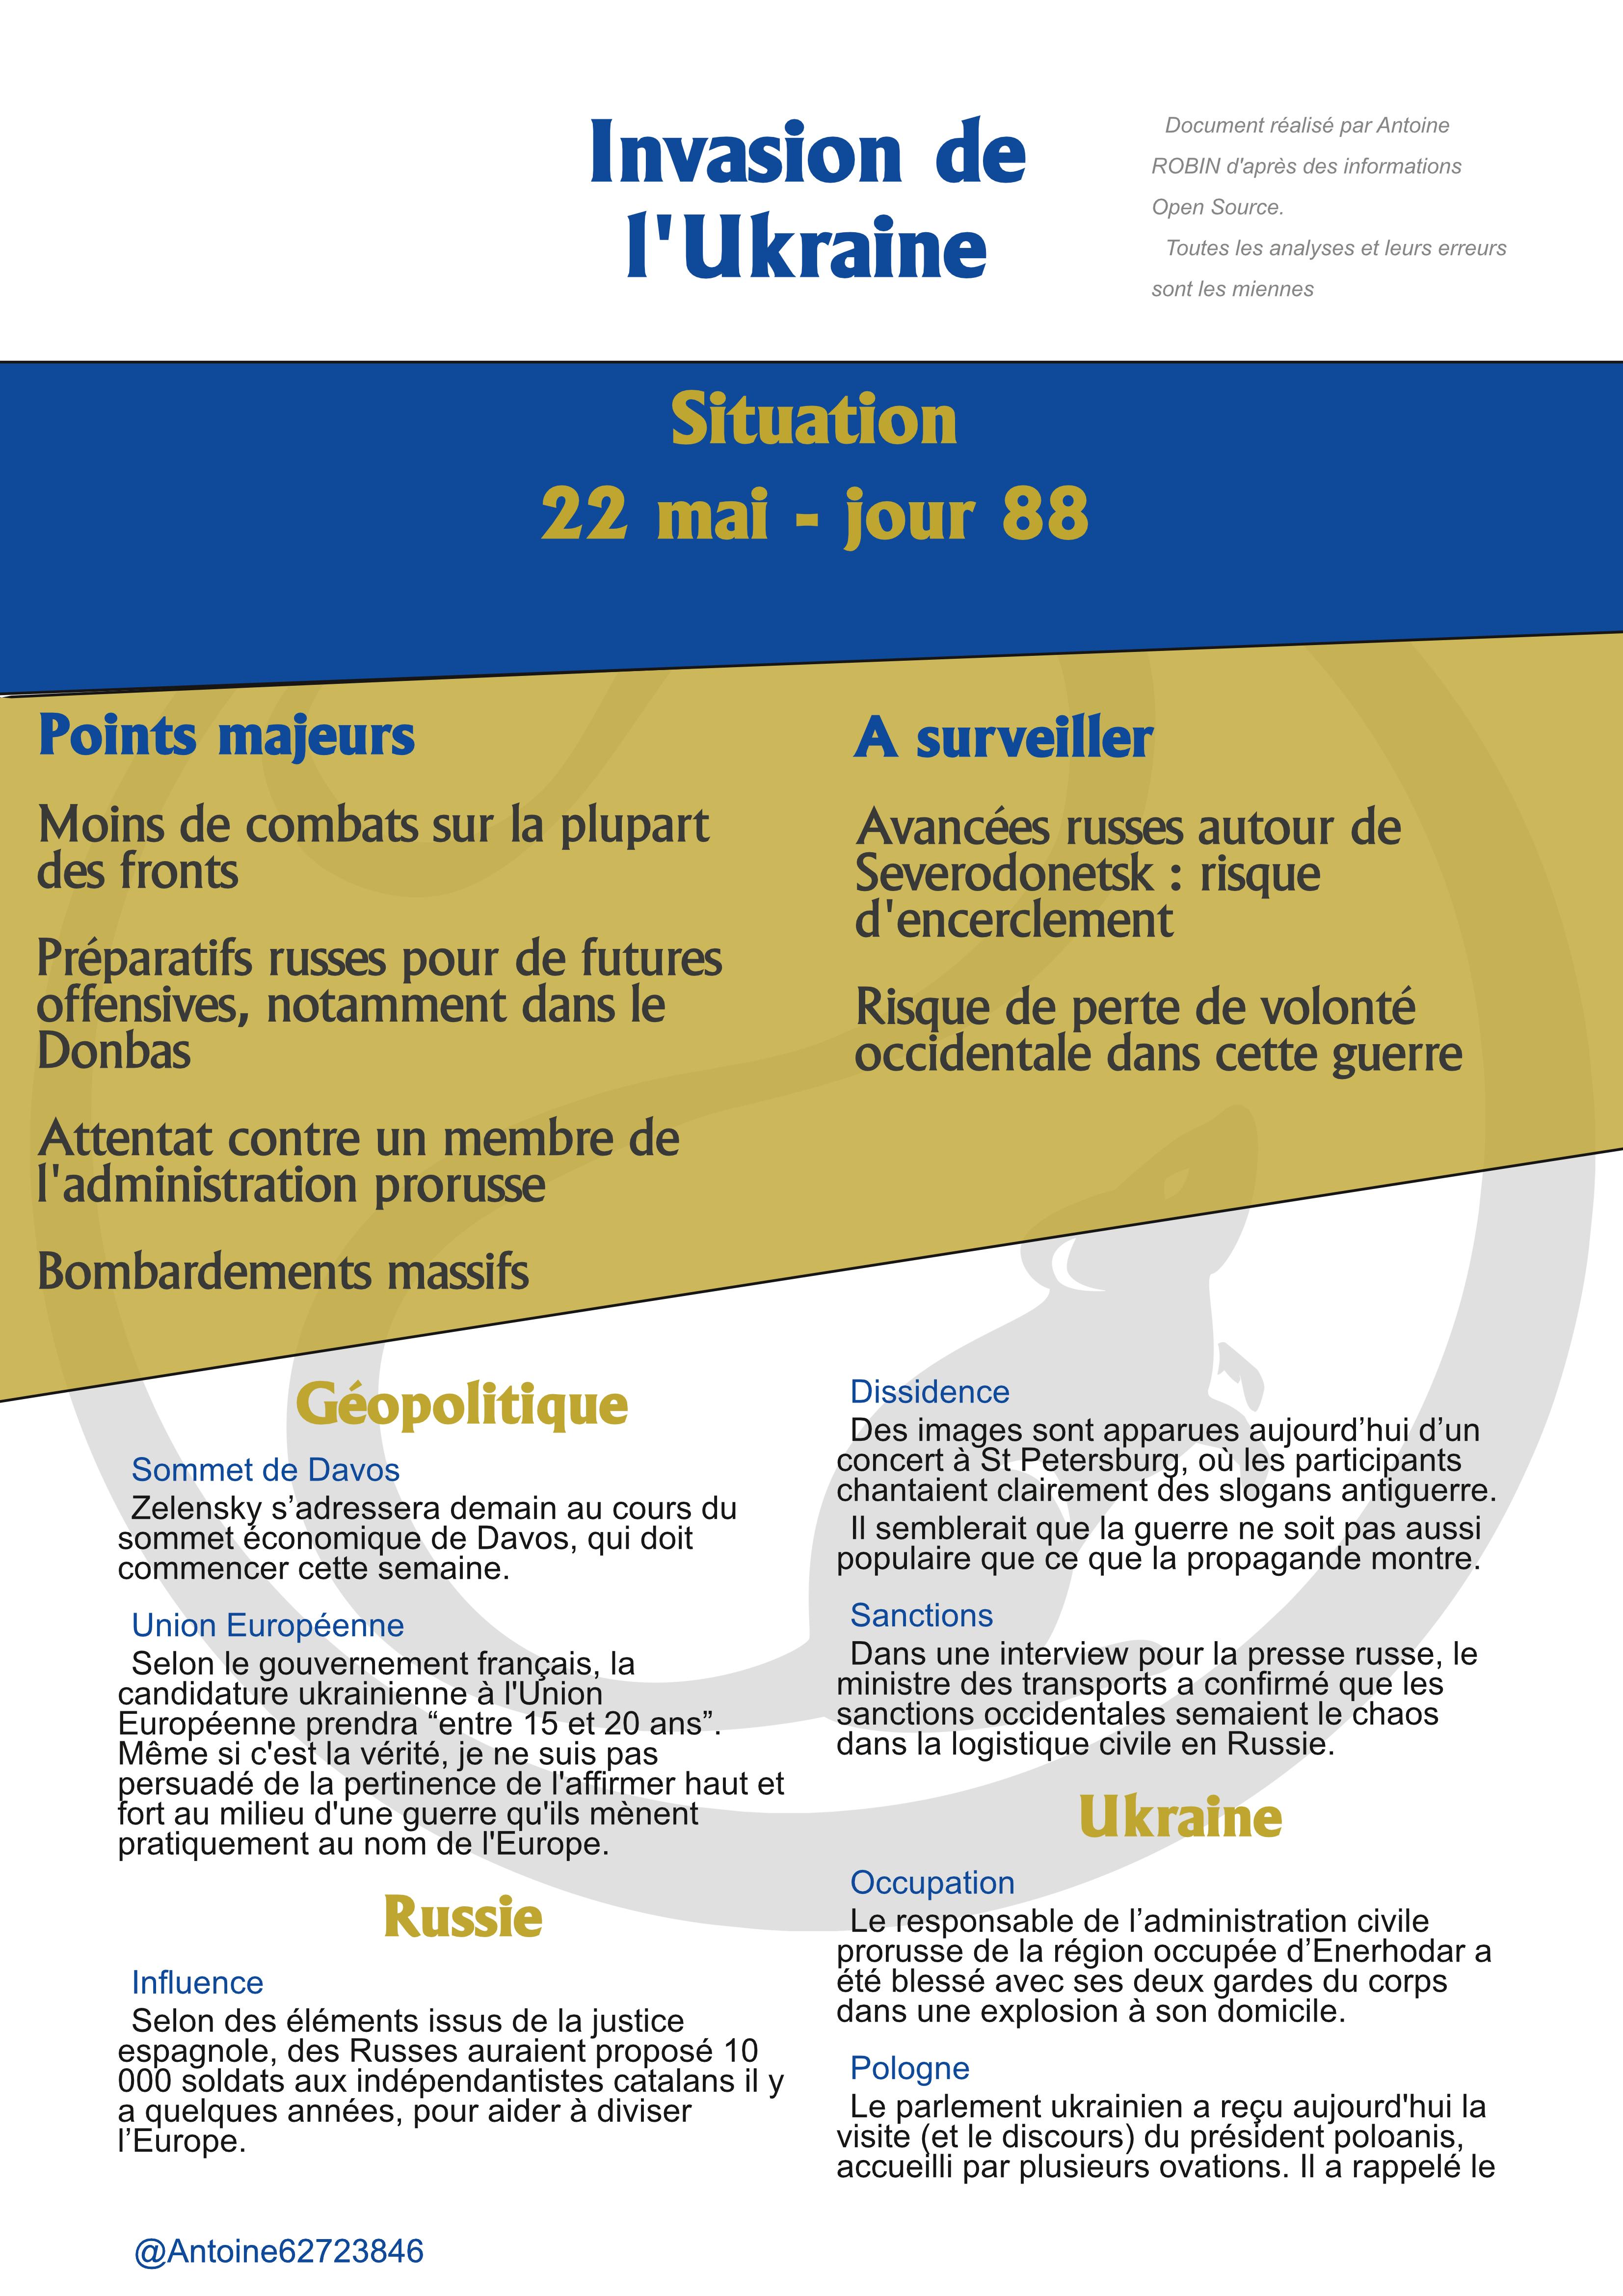 Invasion de
l'Ukraine
Document réalisé par Antoine
ROBIN d'après des informations
Open Source.
Toutes les analyses et leurs erreurs
sont les miennes
Situation
22 mai - jour 88
Points majeurs
Moins de combats sur la plupart
des fronts
Préparatifs russes pour de futures
offensives, notamment dans le
Donbas
Attentat contre un membre de
l'administration prorusse
Bombardements massifs
A surveiller
Avancées russes autour de
Severodonetsk : risque
d'encerclement
Risque de perte de volonté
occidentale dans cette guerre
Géopolitique
Sommet de Davos
Zelensky s’adressera demain au cours du
sommet économique de Davos, qui doit
commencer cette semaine.
Union Européenne
Selon le gouvernement français, la
candidature ukrainienne à l'Union
Européenne prendra “entre 15 et 20 ans”.
Même si c'est la vérité, je ne suis pas
persuadé de la pertinence de l'affirmer haut et
fort au milieu d'une guerre qu'ils mènent
pratiquement au nom de l'Europe.
Russie
Influence
Selon des éléments issus de la justice
espagnole, des Russes auraient proposé 10
000 soldats aux indépendantistes catalans il y
a quelques années, pour aider à diviser
l’Europe.
Dissidence
Des images sont apparues aujourd’hui d’un
concert à St Petersburg, où les participants
chantaient clairement des slogans antiguerre.
Il semblerait que la guerre ne soit pas aussi
populaire que ce que la propagande montre.
Sanctions
Dans une interview pour la presse russe, le
ministre des transports a confirmé que les
sanctions occidentales semaient le chaos
dans la logistique civile en Russie.
Ukraine
Occupation
Le responsable de l’administration civile
prorusse de la région occupée d’Enerhodar a
été blessé avec ses deux gardes du corps
dans une explosion à son domicile.
Pologne
Le parlement ukrainien a reçu aujourd'hui la
visite (et le discours) du président poloanis,
accueilli par plusieurs ovations. Il a rappelé le
@Antoine62723846